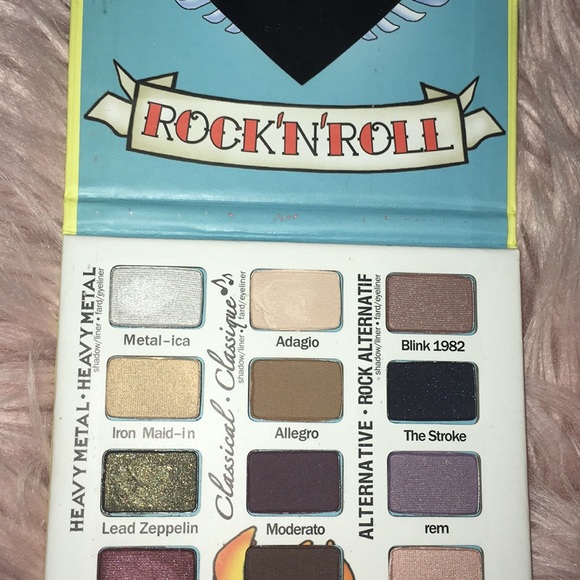 ROCK'N'ROLL
HEAVY METAL • HEAVY METAL
shadow/liner • fard/eyeliner
Metal-ica
Iron Maid-in
Lead Zeppelin
Classical • Classique
shadow/liner • fard/eyeliner
Adagio
Allegro
Moderato
ALTERNATIVE • ROCK ALTERNATIF
shadow/liner • fard/eyeliner
Blink 1982
The Stroke
rem